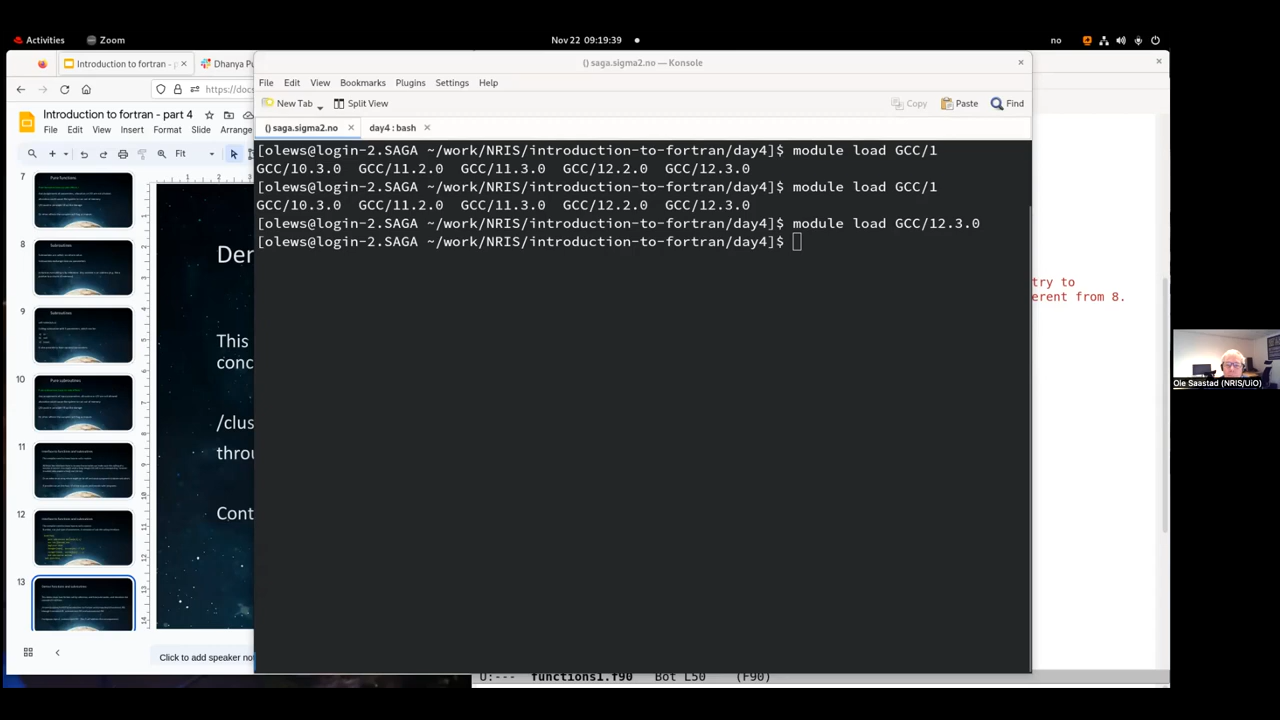 Activities Zoom Nov 22 09:19:39 no
Introduction to fortran - p Dhanya Pu () saga.sigma2.no — Konsole
https://docs
File Edit View Bookmarks Plugins Settings Help
Introduction to fortran - part 4
File Edit View Insert Format Slide Arrange
New Tab Split View Copy Paste Find
() saga.sigma2.no day4 : bash
Fit
[olews@login-2.SAGA ~/work/NRIS/introduction-to-fortran/day4]$ module load GCC/1
GCC/10.3.0 GCC/11.2.0 GCC/11.3.0 GCC/12.2.0 GCC/12.3.0
[olews@login-2.SAGA ~/work/NRIS/introduction-to-fortran/day4]$ module load GCC/1
GCC/10.3.0 GCC/11.2.0 GCC/11.3.0 GCC/12.2.0 GCC/12.3.0
[olews@login-2.SAGA ~/work/NRIS/introduction-to-fortran/day4]$ module load GCC/12.3.0
[olews@login-2.SAGA ~/work/NRIS/introduction-to-fortran/day4]$
7
Pure functions
8
Subroutines
9
Subroutines
10
Pure subroutines
11
12
13
Der
This
conc
/clus
throu
Cont
try to
erent from 8.
Ole Saastad (NRIS/UiO)
Click to add speaker no
U:--- functions1.f90 Bot L50 (F90)